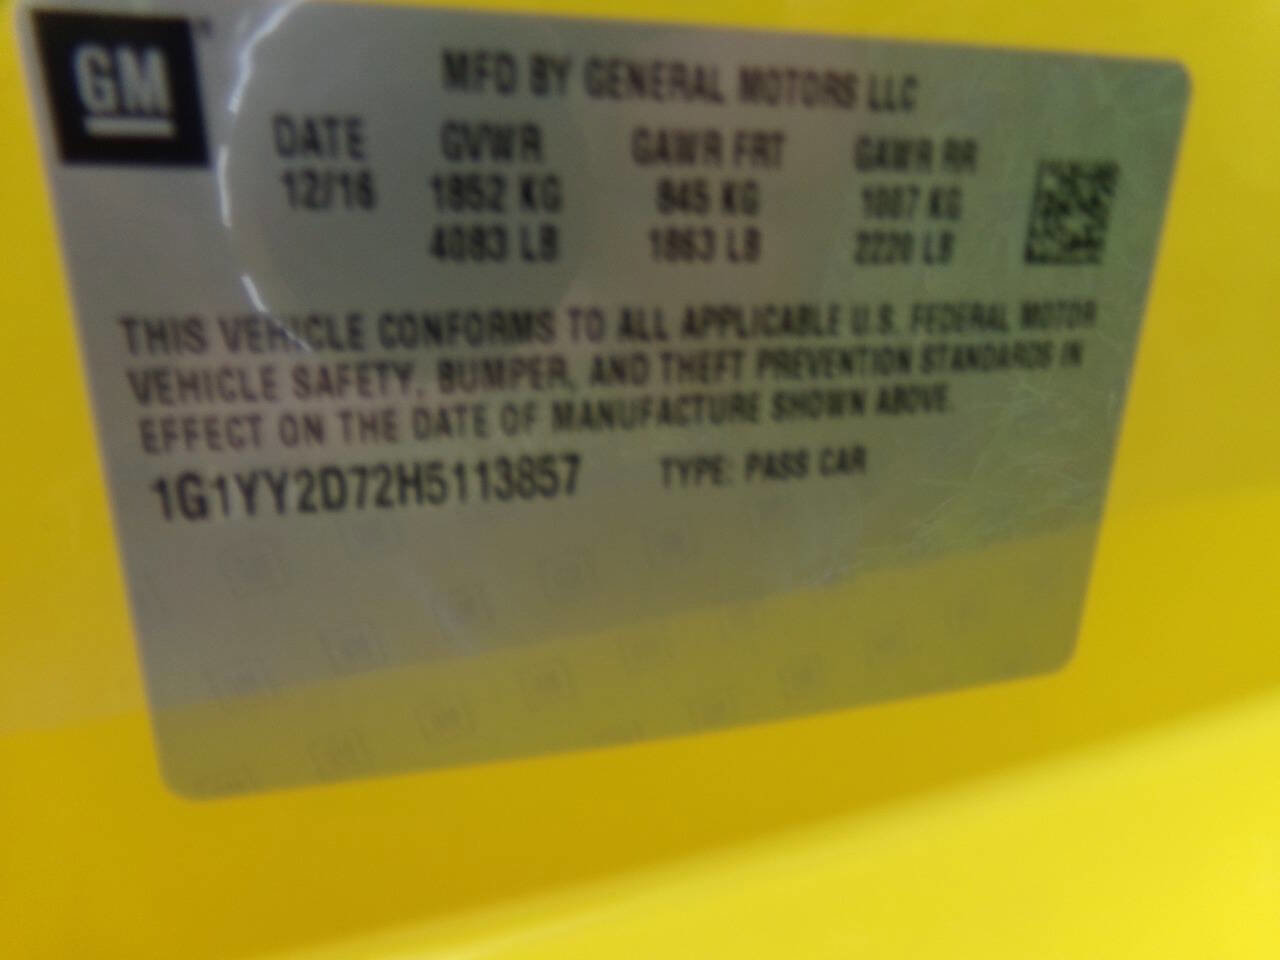 GM
MFD BY GENERAL MOTORS LLC
DATE GVWR GAWR FRT GAWR RR
12/16 1852 KG 845 KG 1007 KG
4083 LB 1863 LB 2220 LB
THIS VEHICLE CONFORMS TO ALL APPLICABLE U.S. FEDERAL MOTOR
VEHICLE SAFETY, BUMPER, AND THEFT PREVENTION STANDARDS IN
EFFECT ON THE DATE OF MANUFACTURE SHOWN ABOVE.
1G1YY2D72H5113857 TYPE: PASS CAR